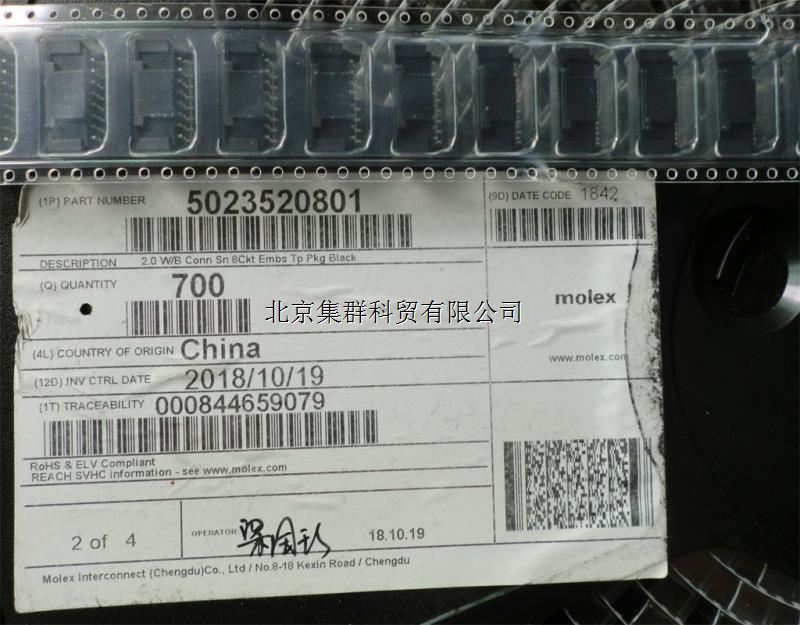 (1P) PART NUMBER 5023520801
(9D) DATE CODE 1842
DESCRIPTION 2.0 W/B Conn Sn 8Ckt Embs Tp Pkg Black
(Q) QUANTITY 700
molex
北京集群科贸有限公司
(4L) COUNTRY OF ORIGIN China
www.molex.com
(12D) INV CTRL DATE 2018/10/19
(1T) TRACEABILITY 000844659079
RoHS & ELV Compliant
REACH SVHC information - see www.molex.com
2 of 4
OPERATOR: 18.10.19
Molex Interconnect (Chengdu)Co., Ltd / No.8-18 Kexin Road / Chengdu